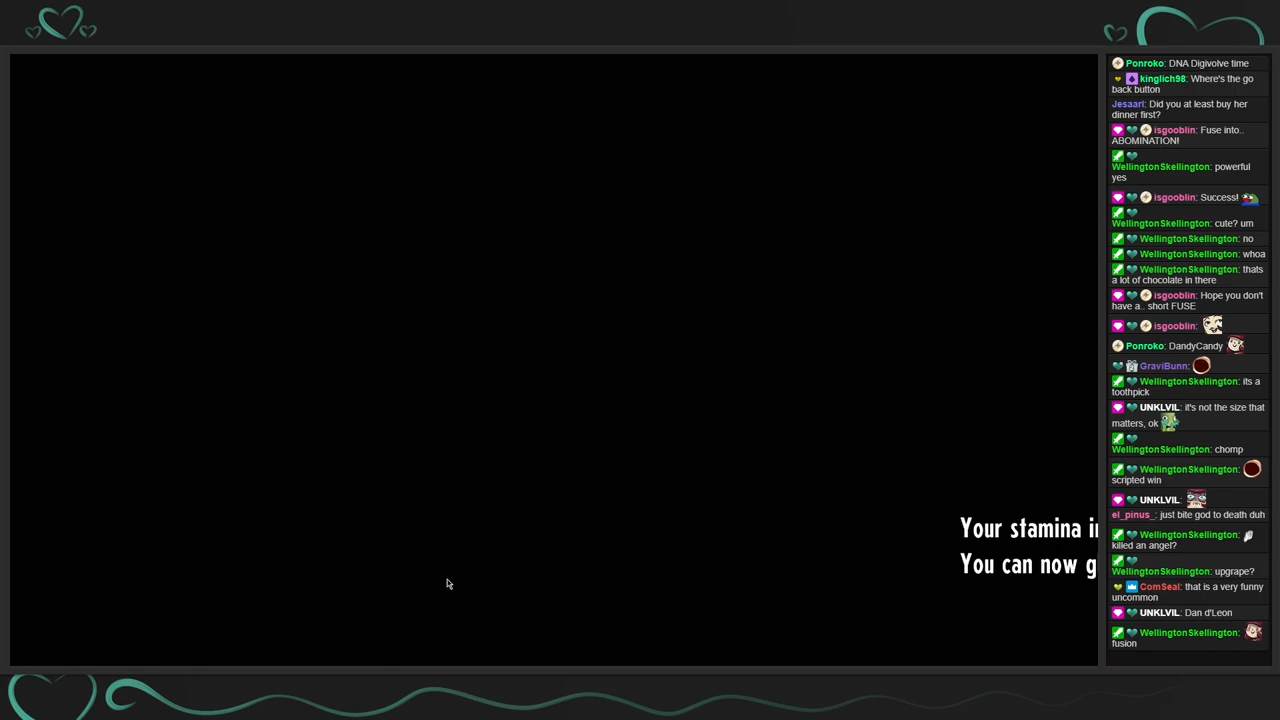 Ponroko: DNA Digivolve time
kinglich98: Where's the go
back button
Jesaarl: Did you at least buy her
dinner first?
isgooblin: Fuse into..
ABOMINATION!
WellingtonSkellington: powerful
yes
isgooblin: Success!
WellingtonSkellington: cute? um
WellingtonSkellington: no
WellingtonSkellington: whoa
WellingtonSkellington: thats
a lot of chocolate in there
isgooblin: Hope you don't
have a.. short FUSE
isgooblin:
Ponroko: DandyCandy
GraviBunn:
WellingtonSkellington: its a
toothpick
UNKLVIL: it's not the size that
matters, ok
WellingtonSkellington: chomp
WellingtonSkellington:
scripted win
UNKLVIL:
el_pinus_: just bite god to death duh
WellingtonSkellington:
killed an angel?
WellingtonSkellington: upgrape?
ComSeal: that is a very funny
uncommon
UNKLVIL: Dan d'Leon
WellingtonSkellington:
fusion
Your stamina
You can now